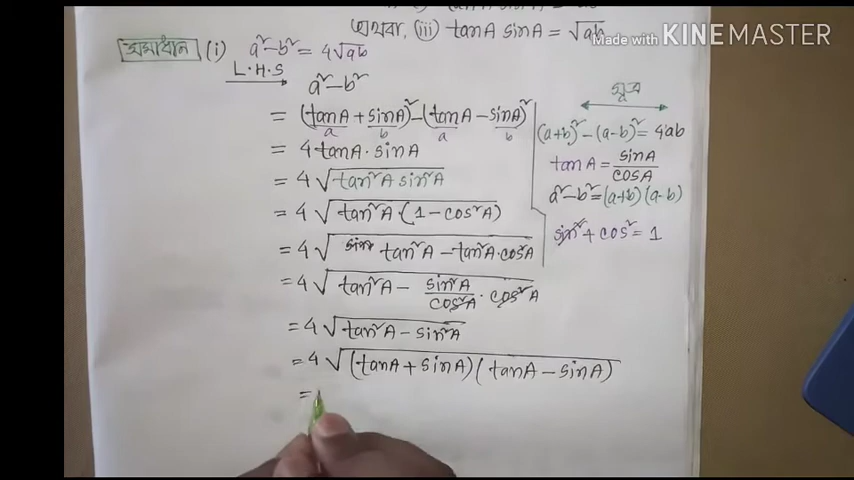 অথবা, (iii) tanA sinA = √ab
Made with KINEMASTER
সমাধান (i) a²-b² = 4√ab
L.H.S
a²-b²
= (tanA + sinA)² - (tanA - sinA)²
a b a b
= 4 tanA · sinA
= 4√tan²A sin²A
= 4√tan²A · (1 - cos²A)
= 4√tan²A - tan²A · cos²A
= 4√tan²A - sin²A/cos²A · cos²A
= 4√tan²A - sin²A
= 4√(tanA + sinA)(tanA - sinA)
=
সূত্র
(a+b)² - (a-b)² = 4ab
tanA = sinA/cosA
a²-b² = (a+b)(a-b)
sin² + cos² = 1